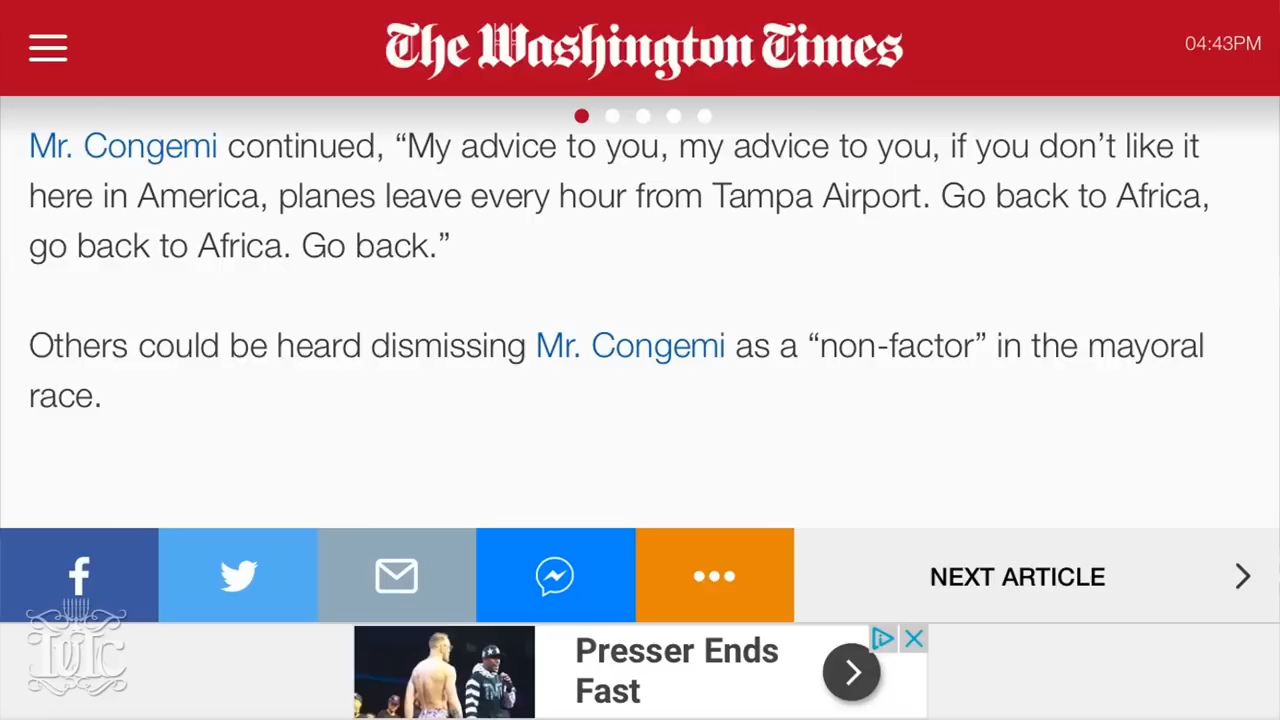 The Washington Times
04:43PM
Mr. Congemi continued, “My advice to you, my advice to you, if you don’t like it
here in America, planes leave every hour from Tampa Airport. Go back to Africa,
go back to Africa. Go back.”
Others could be heard dismissing Mr. Congemi as a “non-factor” in the mayoral
race.
NEXT ARTICLE
IUIC
Presser Ends
Fast